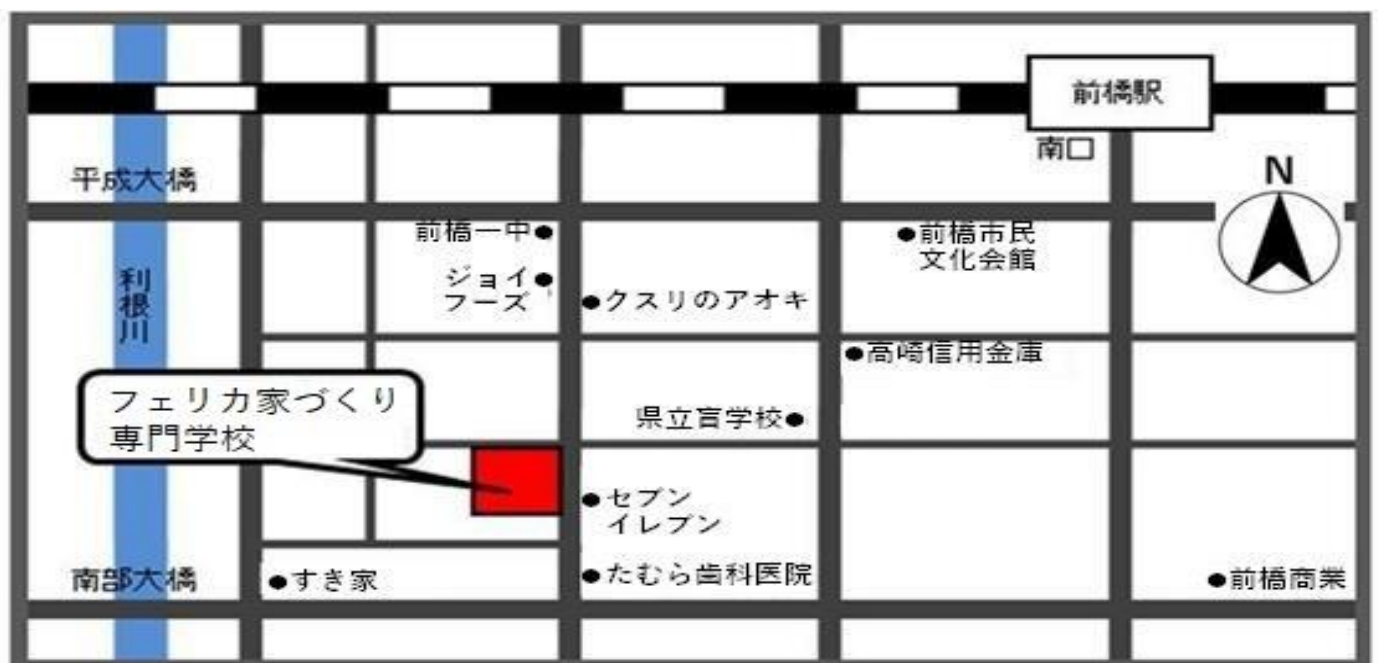 前橋駅
南口
N
平成大橋
前橋一中
前橋市民
文化会館
利根川
ジョイ
フーズ
クスリのアオキ
高崎信用金庫
フェリカ家づくり
専門学校
県立盲学校
セブン
イレブン
南部大橋
すき家
たむら歯科医院
前橋商業